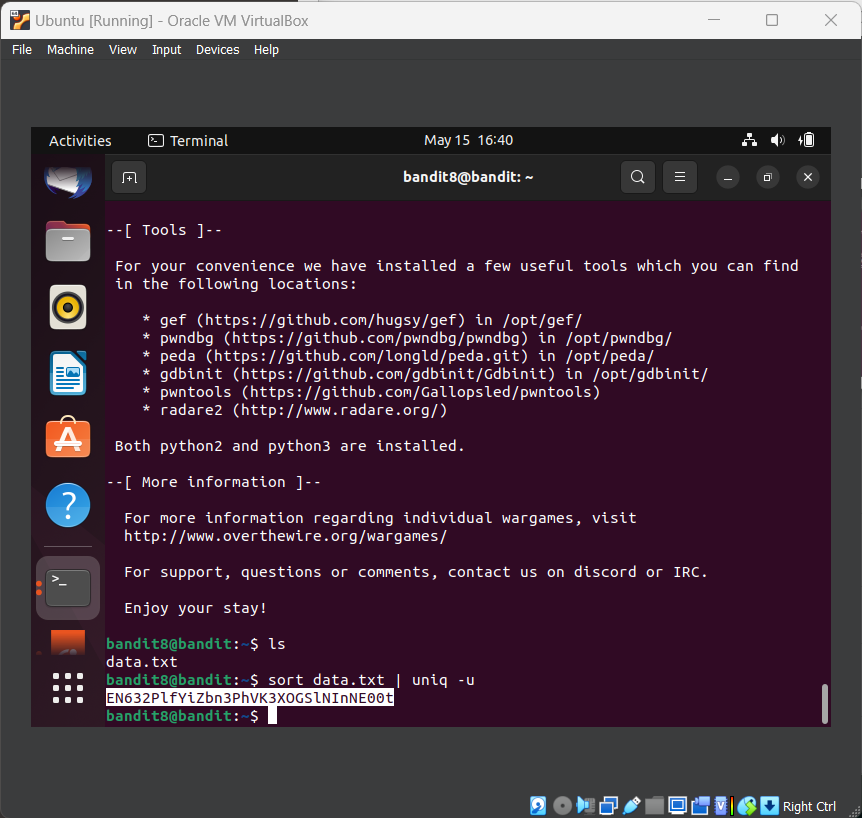 Ubuntu [Running] - Oracle VM VirtualBox
File Machine View Input Devices Help
Activities Terminal May 15 16:40
bandit8@bandit: ~
--[ Tools ]--
For your convenience we have installed a few useful tools which you can find
in the following locations:
* gef (https://github.com/hugsy/gef) in /opt/gef/
* pwndbg (https://github.com/pwndbg/pwndbg) in /opt/pwndbg/
* peda (https://github.com/longld/peda.git) in /opt/peda/
* gdbinit (https://github.com/gdbinit/Gdbinit) in /opt/gdbinit/
* pwntools (https://github.com/Gallopsled/pwntools)
* radare2 (http://www.radare.org/)
Both python2 and python3 are installed.
--[ More information ]--
For more information regarding individual wargames, visit
http://www.overthewire.org/wargames/
For support, questions or comments, contact us on discord or IRC.
Enjoy your stay!
bandit8@bandit:~$ ls
data.txt
bandit8@bandit:~$ sort data.txt | uniq -u
EN632PlfYiZbn3PhVK3XOGSlNInNE00t
bandit8@bandit:~$
Right Ctrl